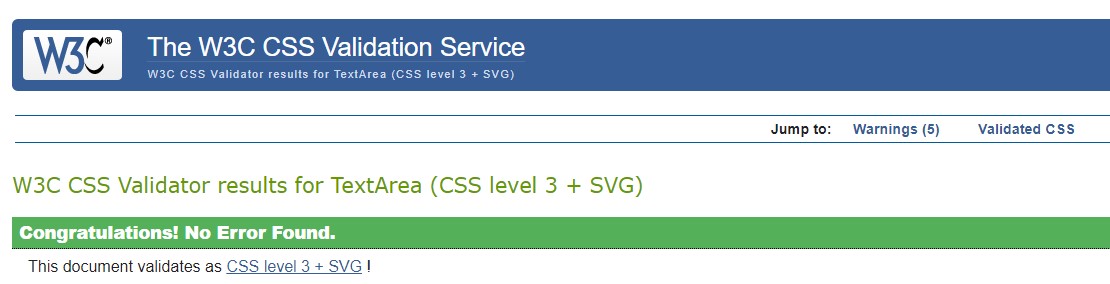 W3C® The W3C CSS Validation Service
W3C CSS Validator results for TextArea (CSS level 3 + SVG)
Jump to: Warnings (5) Validated CSS
W3C CSS Validator results for TextArea (CSS level 3 + SVG)
Congratulations! No Error Found.
This document validates as CSS level 3 + SVG !